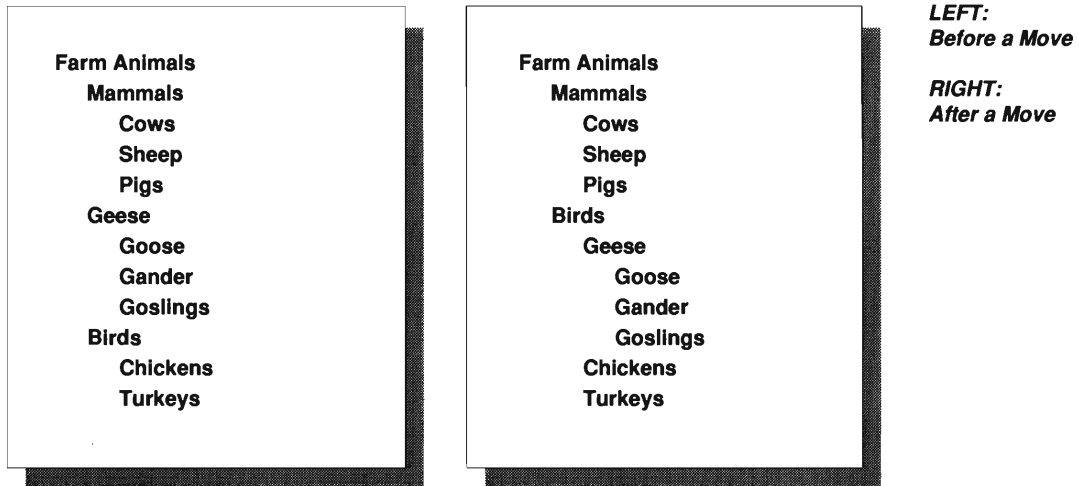 Farm Animals
Mammals
Cows
Sheep
Pigs
Geese
Goose
Gander
Goslings
Birds
Chickens
Turkeys
Farm Animals
Mammals
Cows
Sheep
Pigs
Birds
Geese
Goose
Gander
Goslings
Chickens
Turkeys
LEFT:
Before a Move
RIGHT:
After a Move